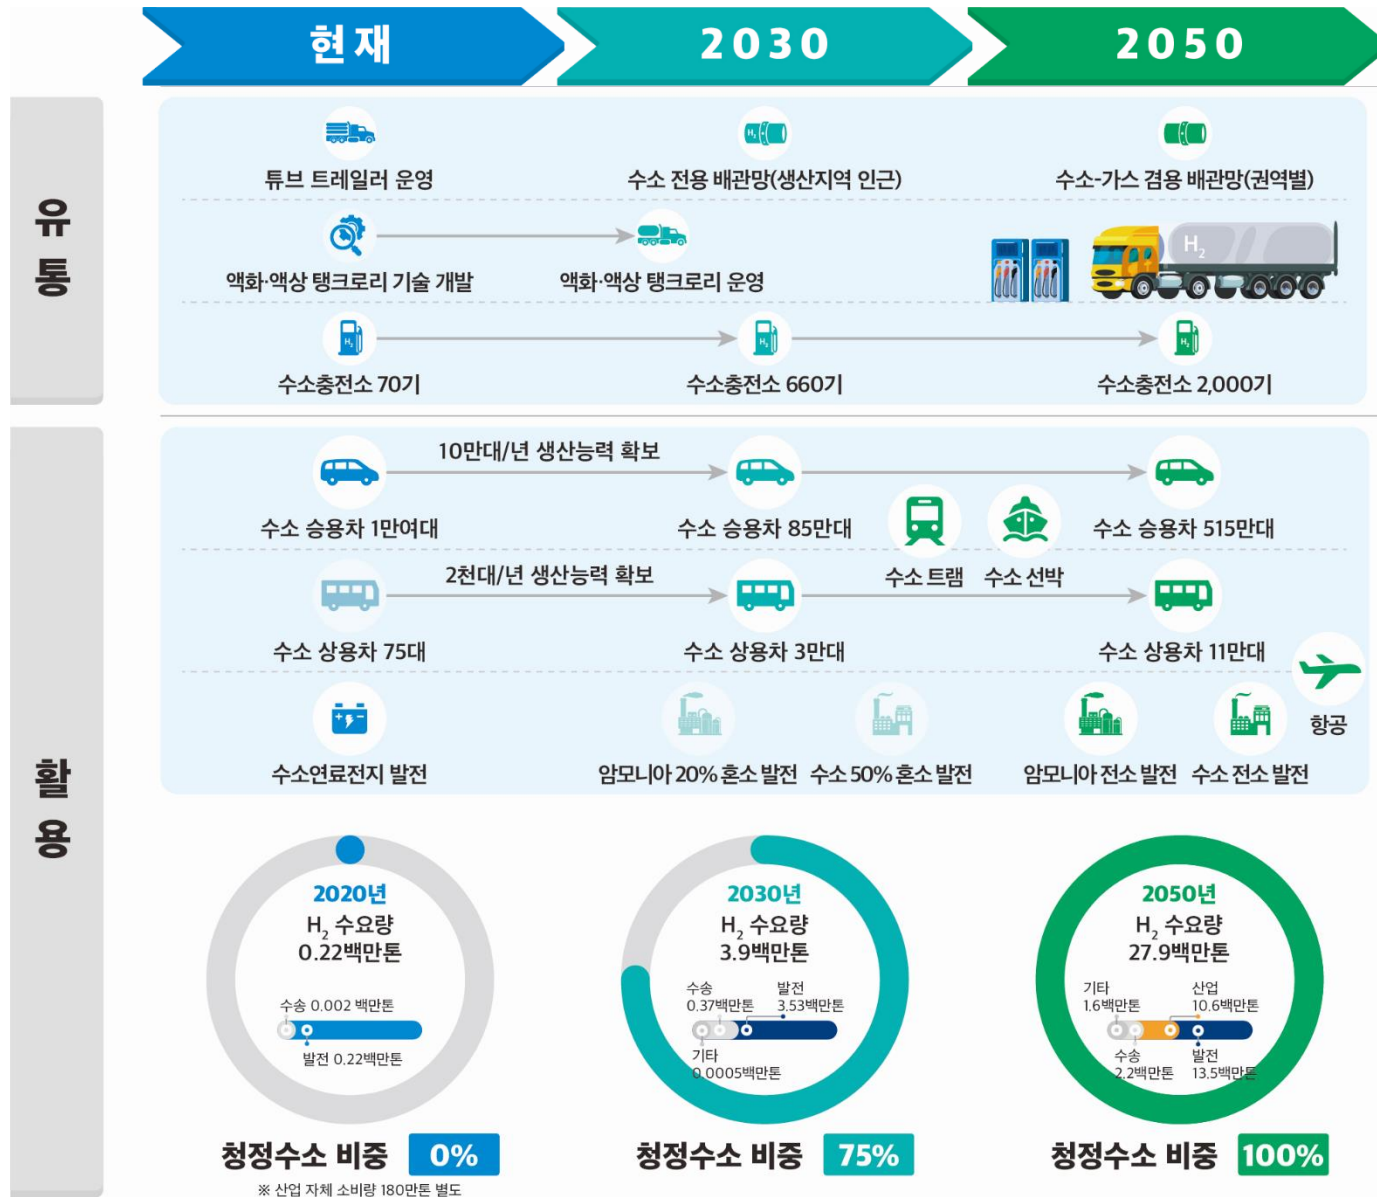 현재
2030
2050
유통
튜브 트레일러 운영
수소 전용 배관망(생산지역 인근)
수소-가스 겸용 배관망(권역별)
H₂
액화·액상 탱크로리 기술 개발
액화·액상 탱크로리 운영
H₂
H₂
H₂
H₂
수소충전소 70기
수소충전소 660기
수소충전소 2,000기
활용
10만대/년 생산능력 확보
수소 승용차 1만여대
수소 승용차 85만대
수소 승용차 515만대
2천대/년 생산능력 확보
수소 트램
수소 선박
수소 상용차 75대
수소 상용차 3만대
수소 상용차 11만대
항공
수소연료전지 발전
암모니아 20% 혼소 발전
수소 50% 혼소 발전
암모니아 전소 발전
수소 전소 발전
2020년
H₂ 수요량
0.22백만톤
수송 0.002 백만톤
발전 0.22백만톤
청정수소 비중 0%
※ 산업 자체 소비량 180만톤 별도
2030년
H₂ 수요량
3.9백만톤
수송
0.37백만톤
발전
3.53백만톤
기타
0.0005백만톤
청정수소 비중 75%
2050년
H₂ 수요량
27.9백만톤
기타
1.6백만톤
산업
10.6백만톤
수송
2.2백만톤
발전
13.5백만톤
청정수소 비중 100%